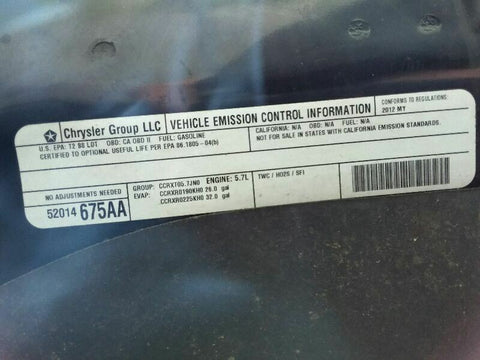 Chrysler Group LLC
VEHICLE EMISSION CONTROL INFORMATION
CONFORMS TO REGULATIONS:
2012 MY
U.S. EPA: T2 B8 LDT OBD: CA OBD II FUEL: GASOLINE
CERTIFIED TO OPTIONAL USEFUL LIFE PER EPA 86.1805-04(b)
CALIFORNIA: N/A OBD: N/A FUEL: N/A
NOT FOR SALE IN STATES WITH CALIFORNIA EMISSIONS
NO ADJUSTMENTS NEEDED
52014 675AA
GROUP: CCRXT05.7JN0 ENGINE: 5.7L
EVAP: CCRXR0190KH0 26.0 gal
CCRXR0225KH0 32.0 gal
TWC / HO2S / SFI